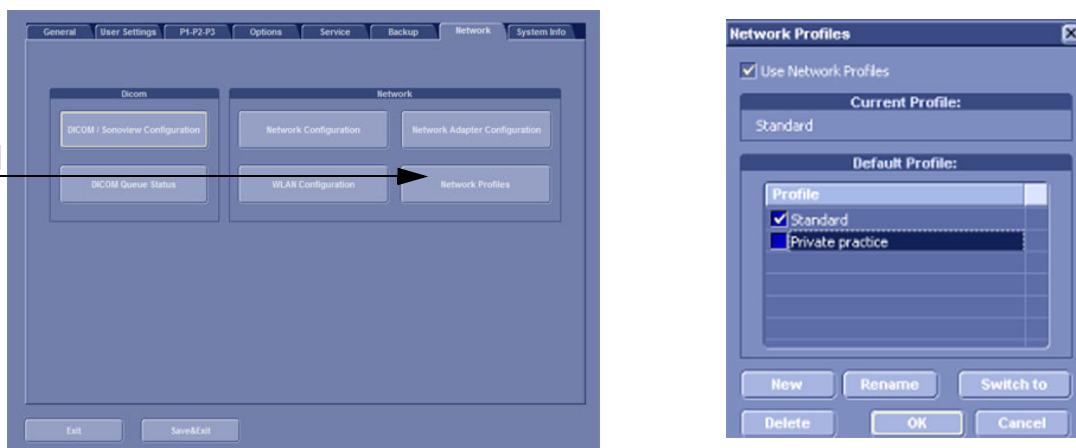 General User Settings P1-P2-P3 Options Service Backup Network System Info
Dicom Network
DICOM / Sonoview Configuration Network Configuration Network Adapter Configuration
DICOM Queue Status WLAN Configuration Network Profiles
Exit Save&Exit
Network Profiles
Use Network Profiles
Current Profile:
Standard
Default Profile:
Profile
Standard
Private practice
New Rename Switch to
Delete OK Cancel